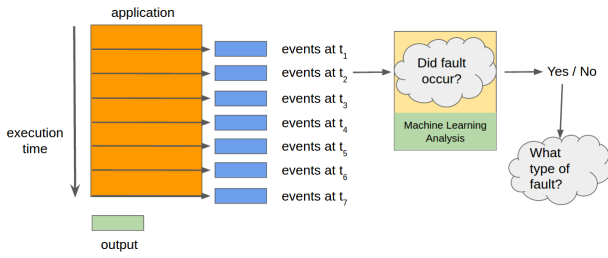 application
execution
time
events at t1
events at t2
events at t3
events at t4
events at t5
events at t6
events at t7
output
Did fault
occur?
Machine Learning
Analysis
Yes / No
What
type of
fault?